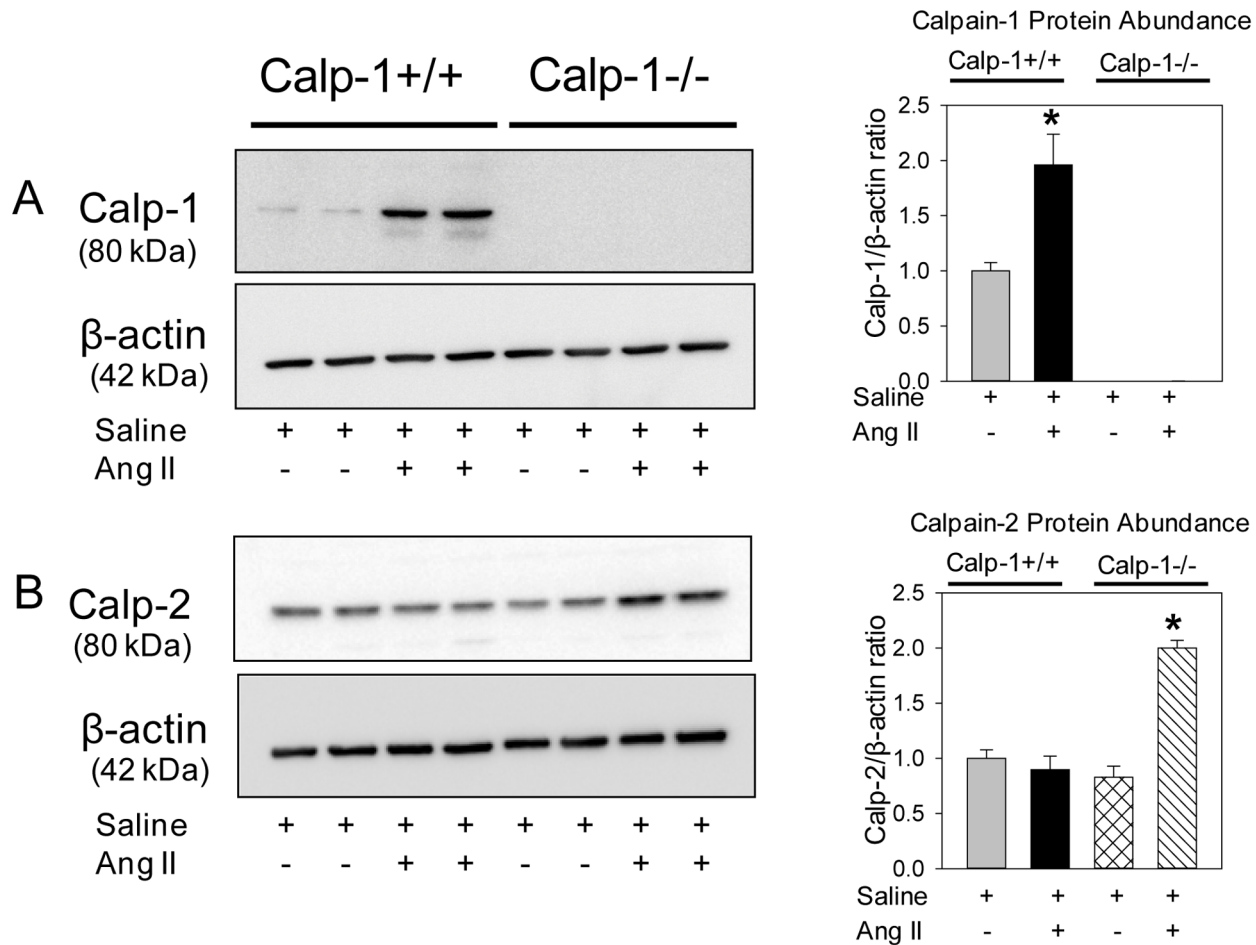 Calp-1+/+ Calp-1-/-
A
Calp-1
(80 kDa)
β-actin
(42 kDa)
Saline + + + + + + + +
Ang II - - + + - - + +
Calpain-1 Protein Abundance
Calp-1+/+ Calp-1-/-
Calp-1/β-actin ratio
2.5
2.0
1.5
1.0
0.5
0.0
*
Saline + + + +
Ang II - + - +
B
Calp-2
(80 kDa)
β-actin
(42 kDa)
Saline + + + + + + + +
Ang II - - + + - - + +
Calpain-2 Protein Abundance
Calp-1+/+ Calp-1-/-
Calp-2/β-actin ratio
2.5
2.0
1.5
1.0
0.5
0.0
*
Saline + + + +
Ang II - + - +